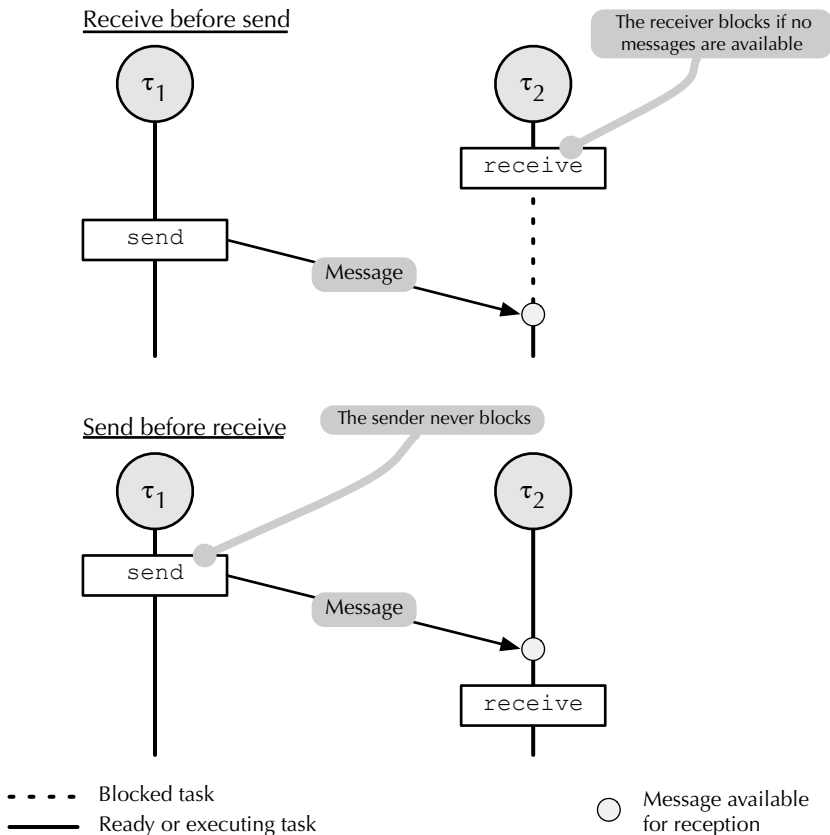 Receive before send
The receiver blocks if no
messages are available
τ1
τ2
receive
send
Message
Send before receive
The sender never blocks
τ1
τ2
send
Message
receive
Blocked task
Ready or executing task
Message available
for reception